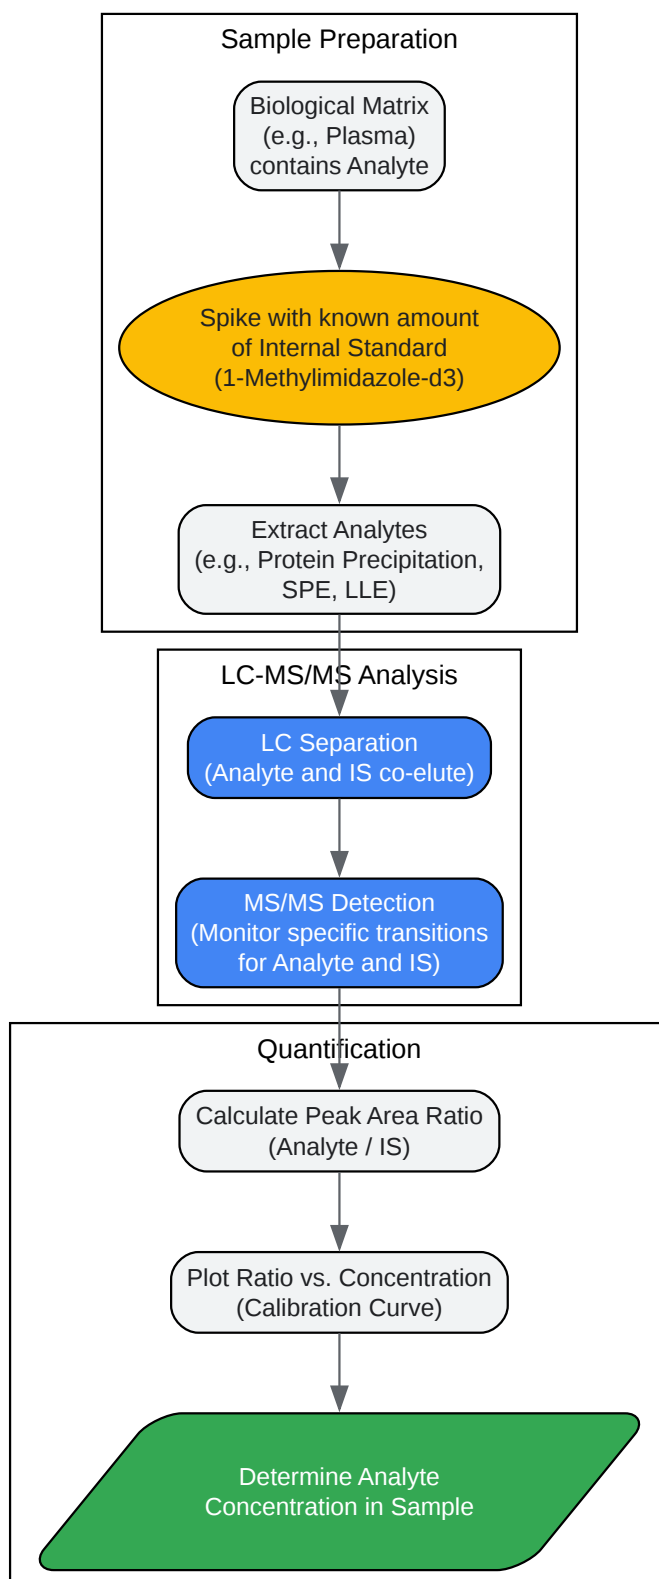 Sample Preparation
Biological Matrix
(e.g., Plasma)
contains Analyte
Spike with known amount
of Internal Standard
(1-Methylimidazole-d3)
Extract Analytes
(e.g., Protein Precipitation,
SPE, LLE)
LC-MS/MS Analysis
LC Separation
(Analyte and IS co-elute)
MS/MS Detection
(Monitor specific transitions
for Analyte and IS)
Quantification
Calculate Peak Area Ratio
(Analyte / IS)
Plot Ratio vs. Concentration
(Calibration Curve)
Determine Analyte
Concentration in Sample